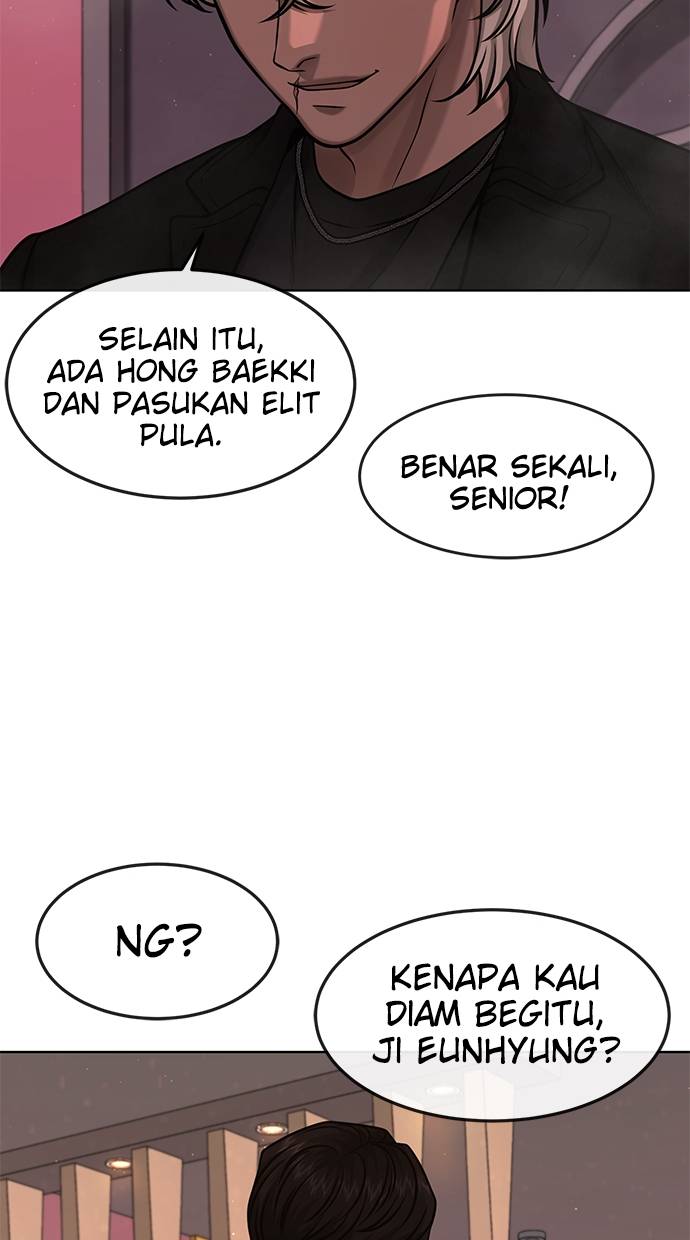 SELAIN ITU,
ADA HONG BAEKKI
DAN PASUKAN ELIT
PULA.
BENAR SEKALI,
SENIOR!
NG?
KENAPA KAU
DIAM BEGITU,
JI EUNHYUNG?